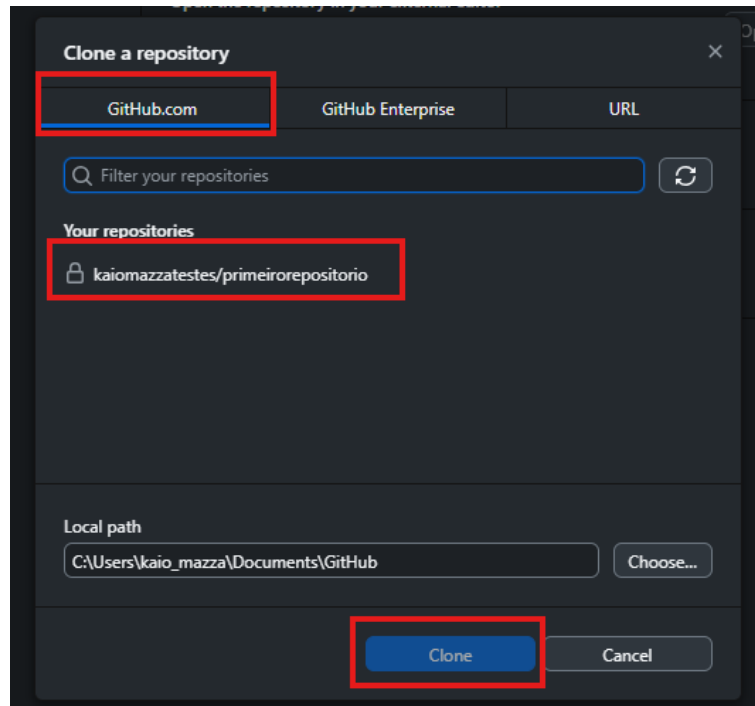 Clone a repository
GitHub.com
GitHub Enterprise
URL
Filter your repositories
Your repositories
kaiomazzatestes/primeirorepositorio
Local path
C:\Users\kaio_mazza\Documents\GitHub
Choose...
Clone
Cancel